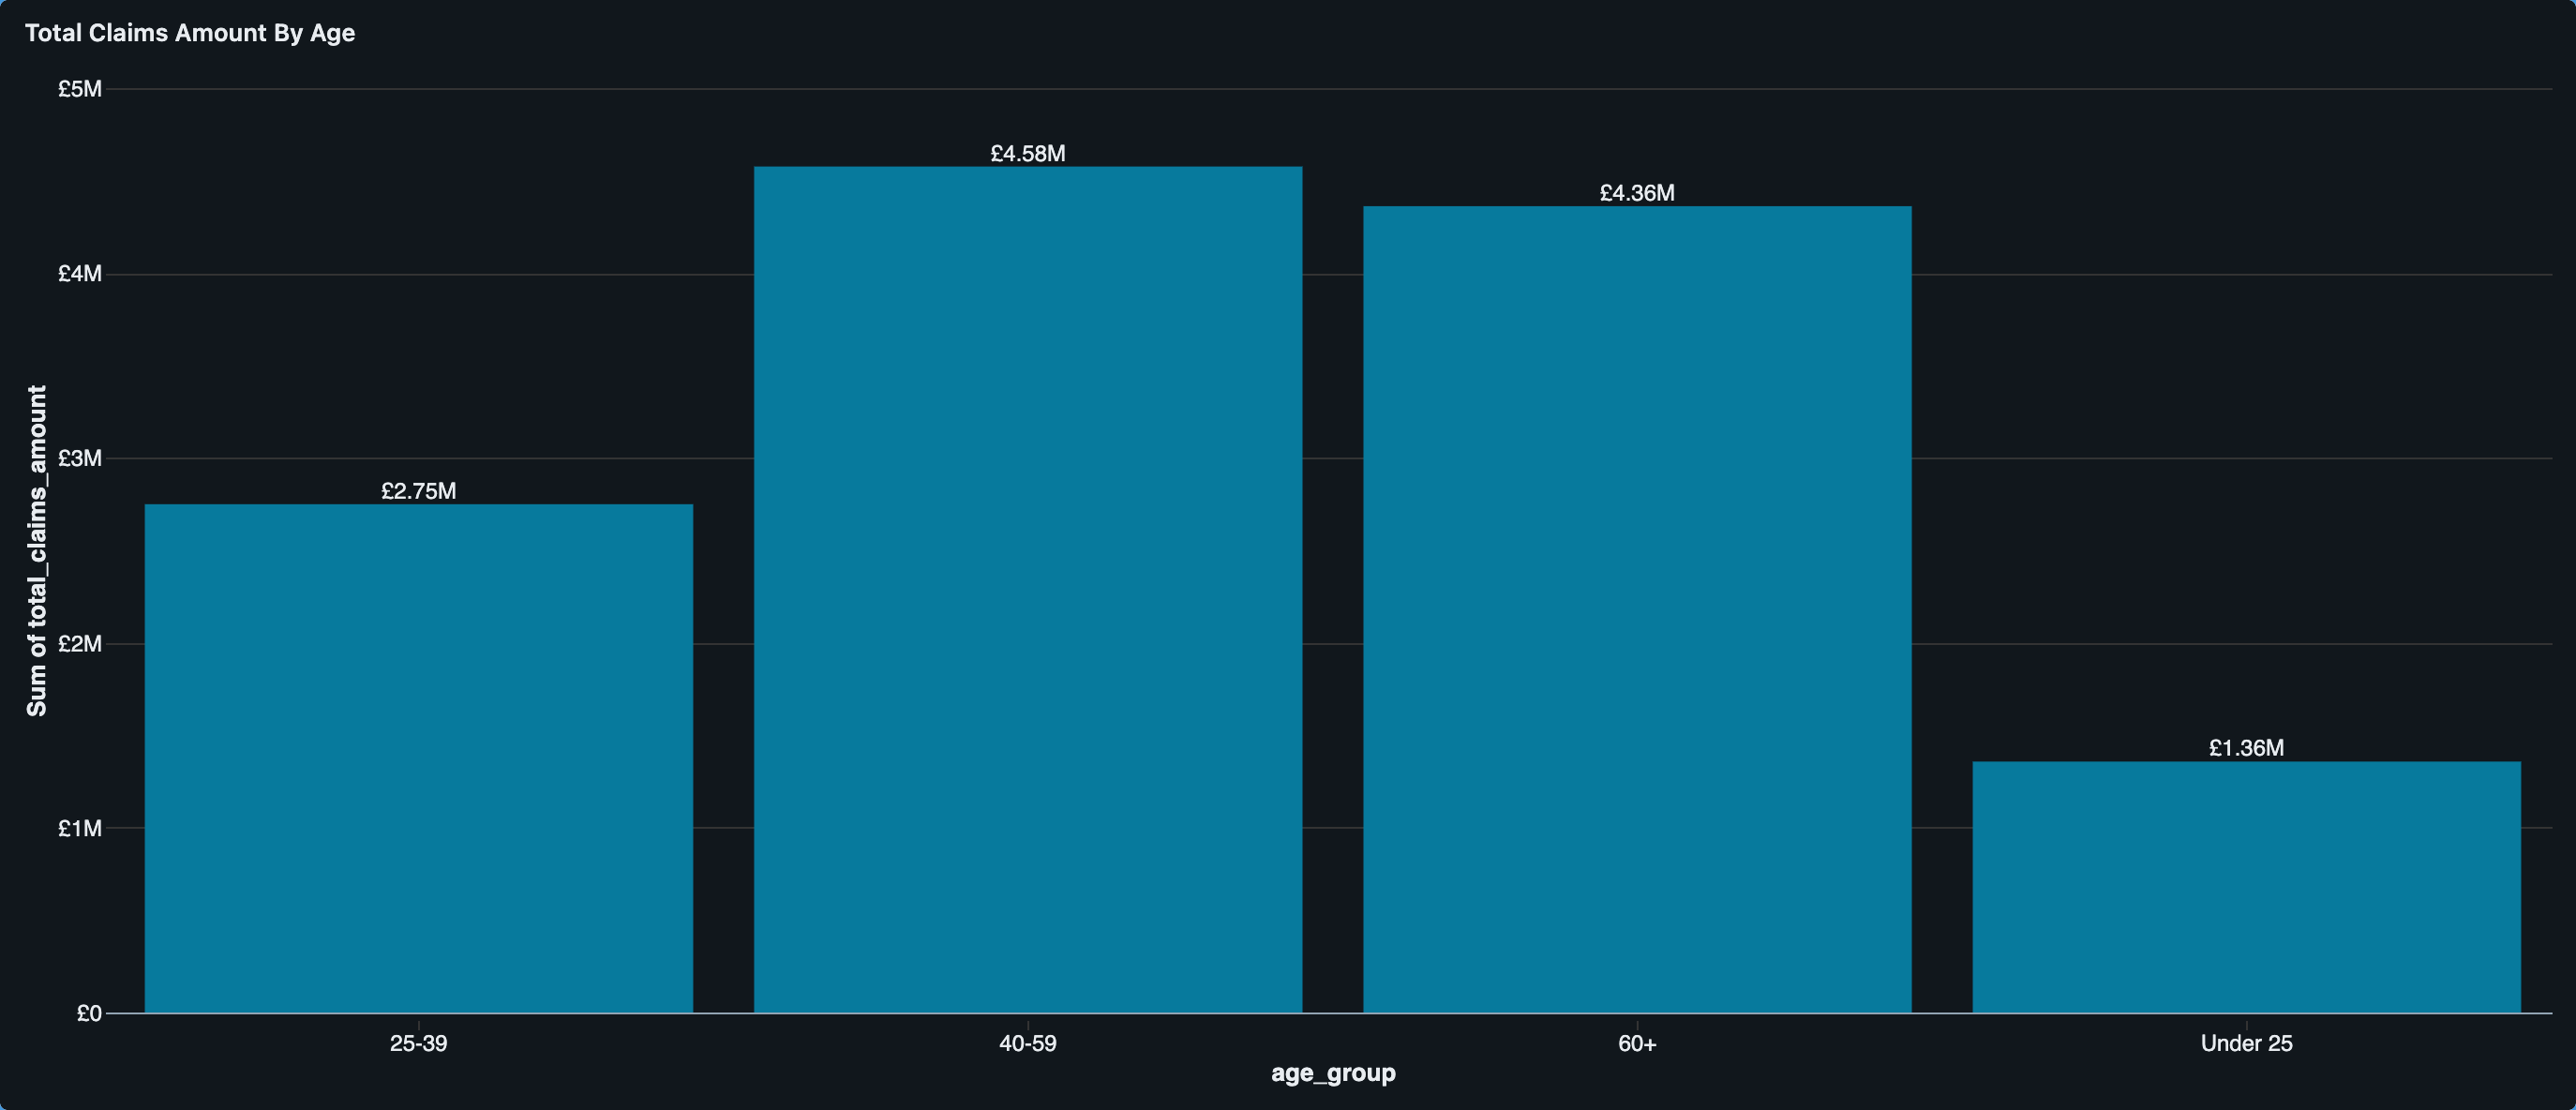 Total Claims Amount By Age
Sum of total_claims_amount
£5M
£4M
£3M
£2M
£1M
£0
£2.75M
£4.58M
£4.36M
£1.36M
25-39
40-59
60+
Under 25
age_group